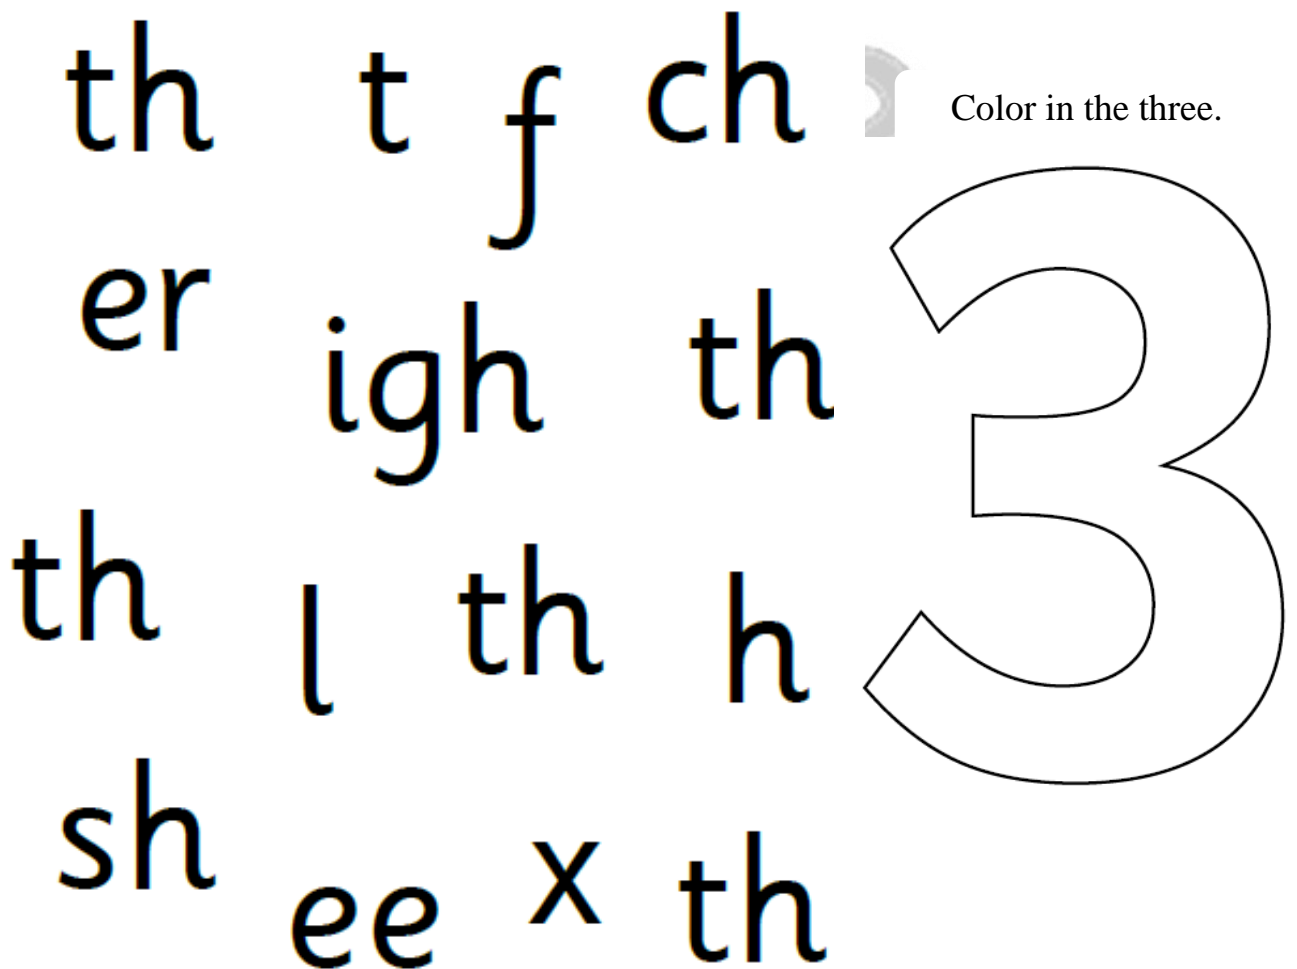 th t f ch
Color in the three.
er igh th
3
th l th h
sh ee x th